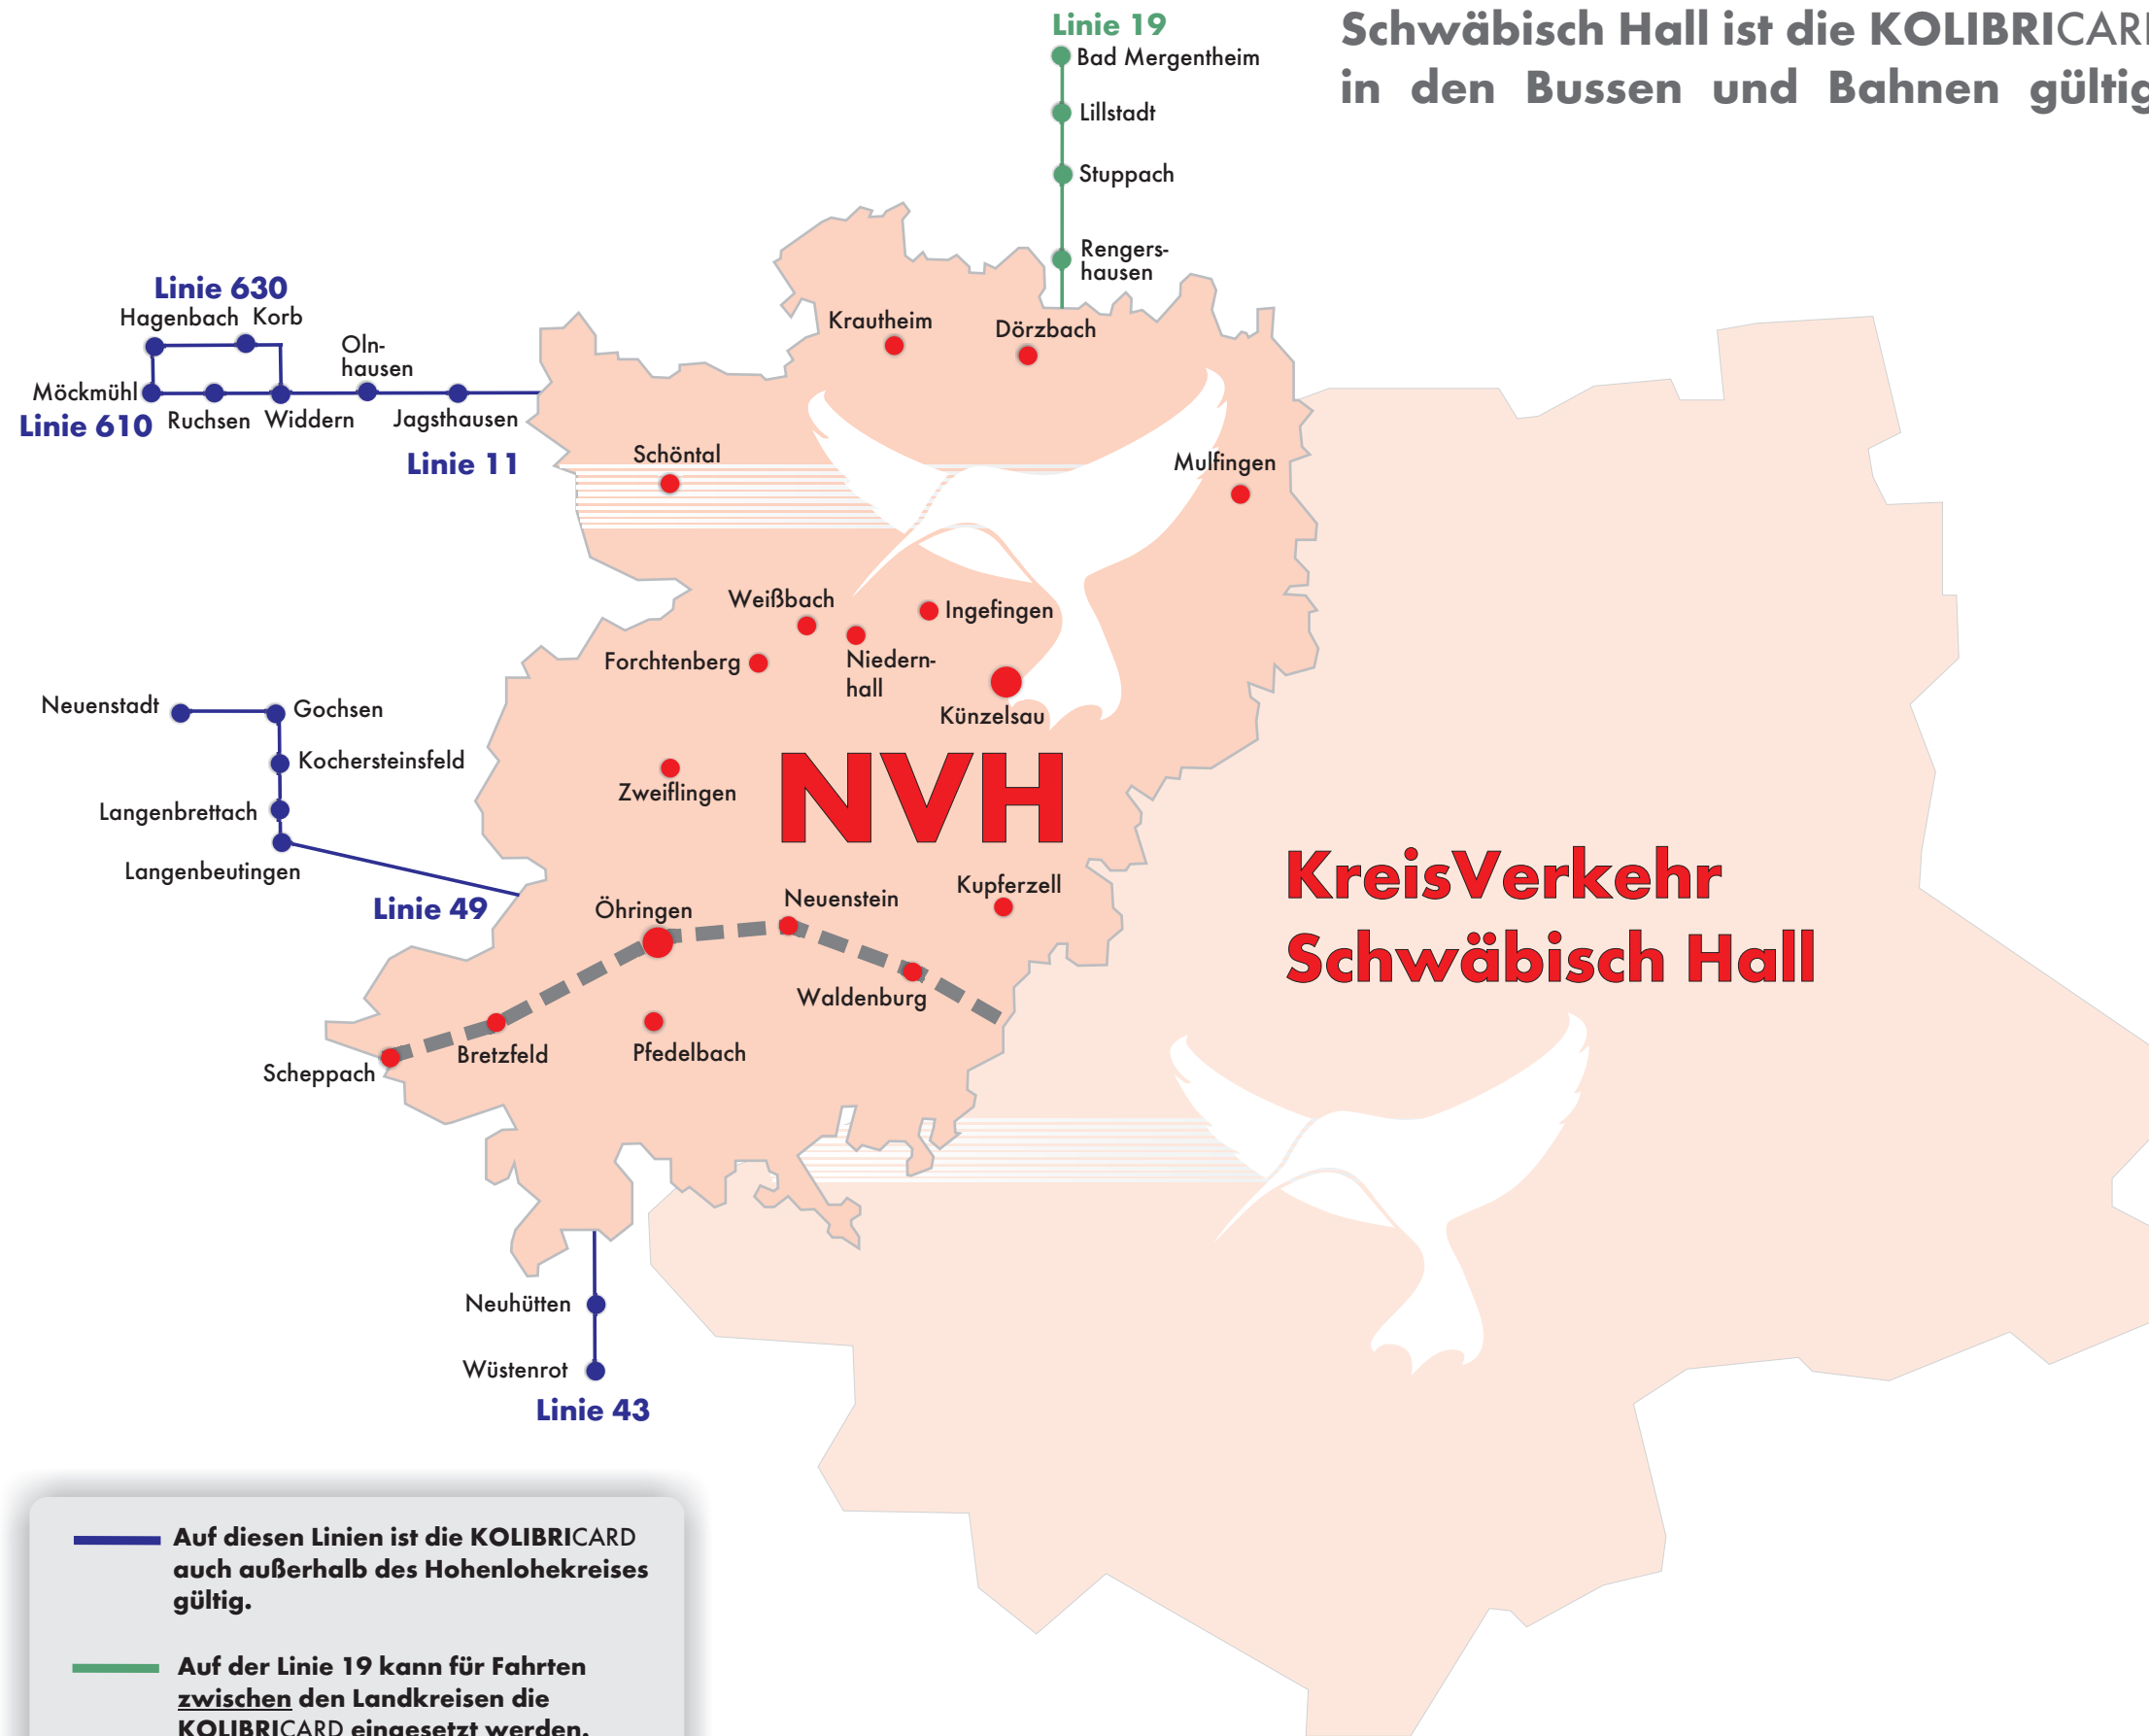 Schwäbisch Hall ist die KOLIBRICARD
in den Bussen und Bahnen gültig
Linie 19
Bad Mergentheim
Lillstadt
Stuppach
Rengers-
hausen
Linie 630
Hagenbach
Korb
Oln-
hausen
Möckmühl
Linie 610
Ruchsen
Widdern
Jagsthausen
Linie 11
Krautheim
Dörzbach
Schöntal
Mulfingen
Weißbach
Ingefingen
Forchtenberg
Niedern-
hall
Künzelsau
Neuenstadt
Gochsen
Kochersteinsfeld
Langenbrettach
Langenbeutingen
Linie 49
Zweiflingen
NVH
KreisVerkehr
Schwäbisch Hall
Kupferzell
Neuenstein
Öhringen
Waldenburg
Bretzfeld
Pfedelbach
Scheppach
Neuhütten
Wüstenrot
Linie 43
Auf diesen Linien ist die KOLIBRICARD
auch außerhalb des Hohenlohekreises
gültig.
Auf der Linie 19 kann für Fahrten
zwischen den Landkreisen die
KOLIBRICARD eingesetzt werden.